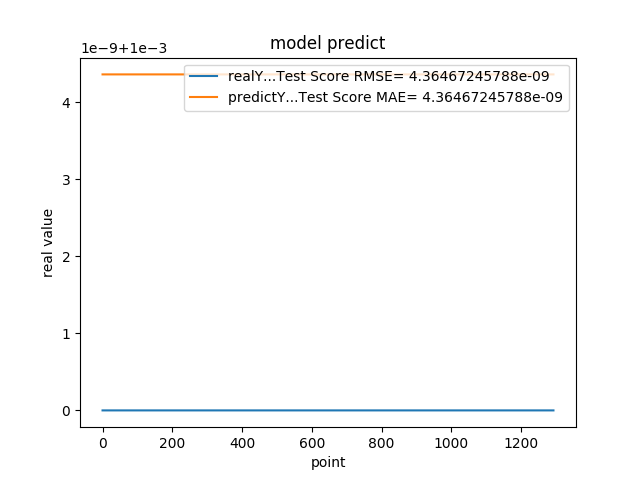 model predict
1e−9+1e−3
realY...Test Score RMSE= 4.36467245788e-09
predictY...Test Score MAE= 4.36467245788e-09
4
3
2
1
0
real value
0 200 400 600 800 1000 1200
point